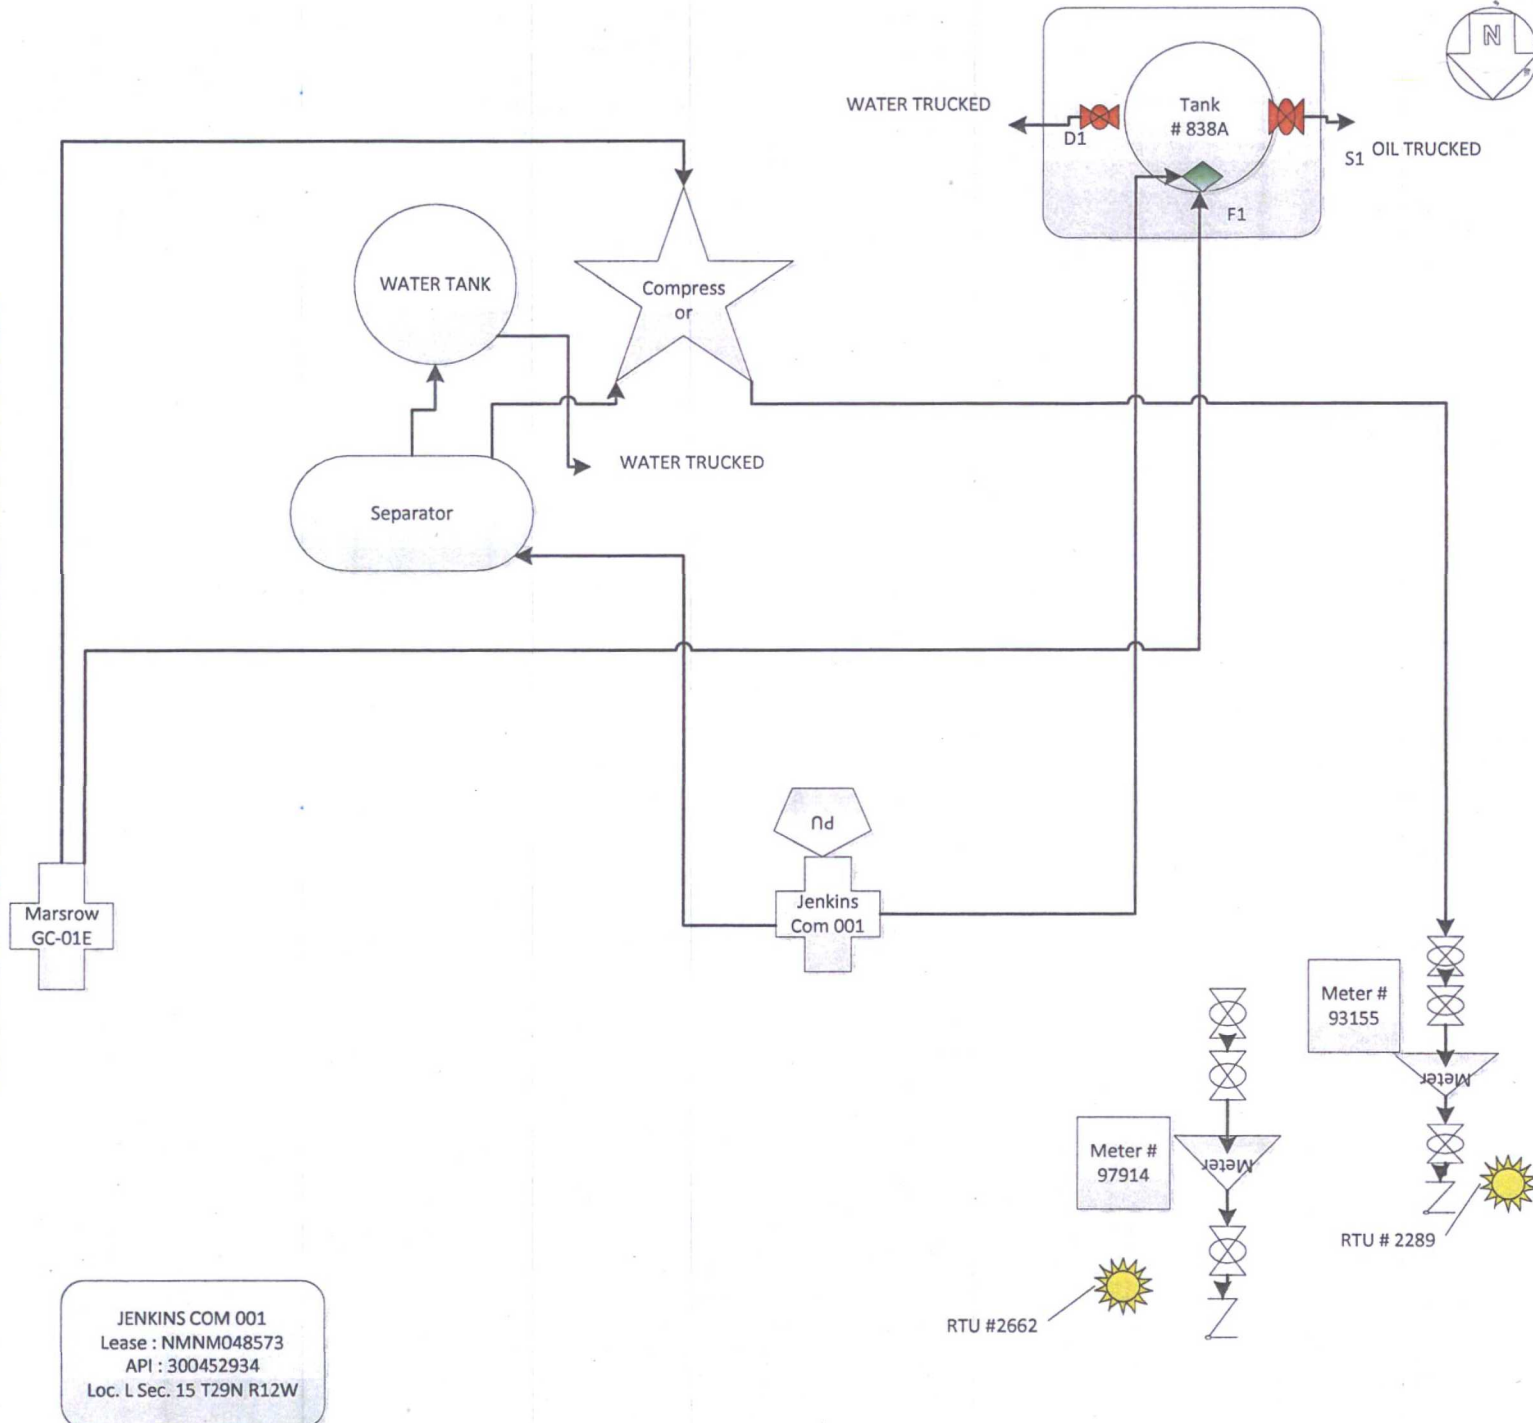 N
WATER TRUCKED
Tank
# 838A
D1
S1
OIL TRUCKED
F1
WATER TANK
Compress
or
WATER TRUCKED
Separator
PU
Marsrow
GC-01E
Jenkins
Com 001
Meter #
93155
Meter
Meter #
97914
Meter
RTU # 2289
RTU #2662
JENKINS COM 001
Lease : NMNM048573
API : 300452934
Loc. L Sec. 15 T29N R12W